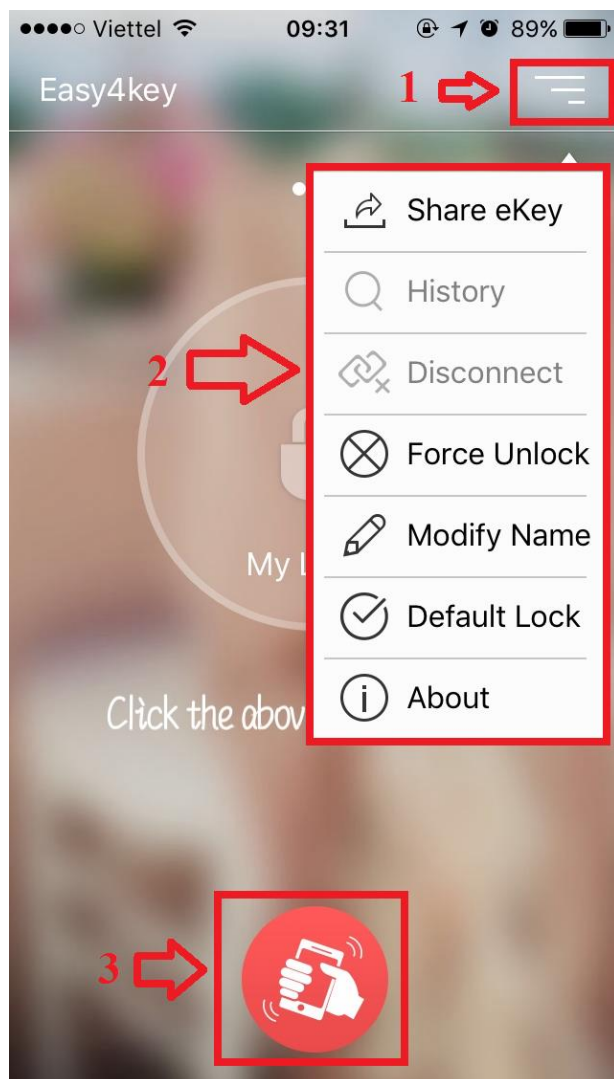 Viettel 09:31 89%
Easy4key
1
Share eKey
History
2
Disconnect
Force Unlock
Modify Name
My L
Default Lock
About
Click the abov
3